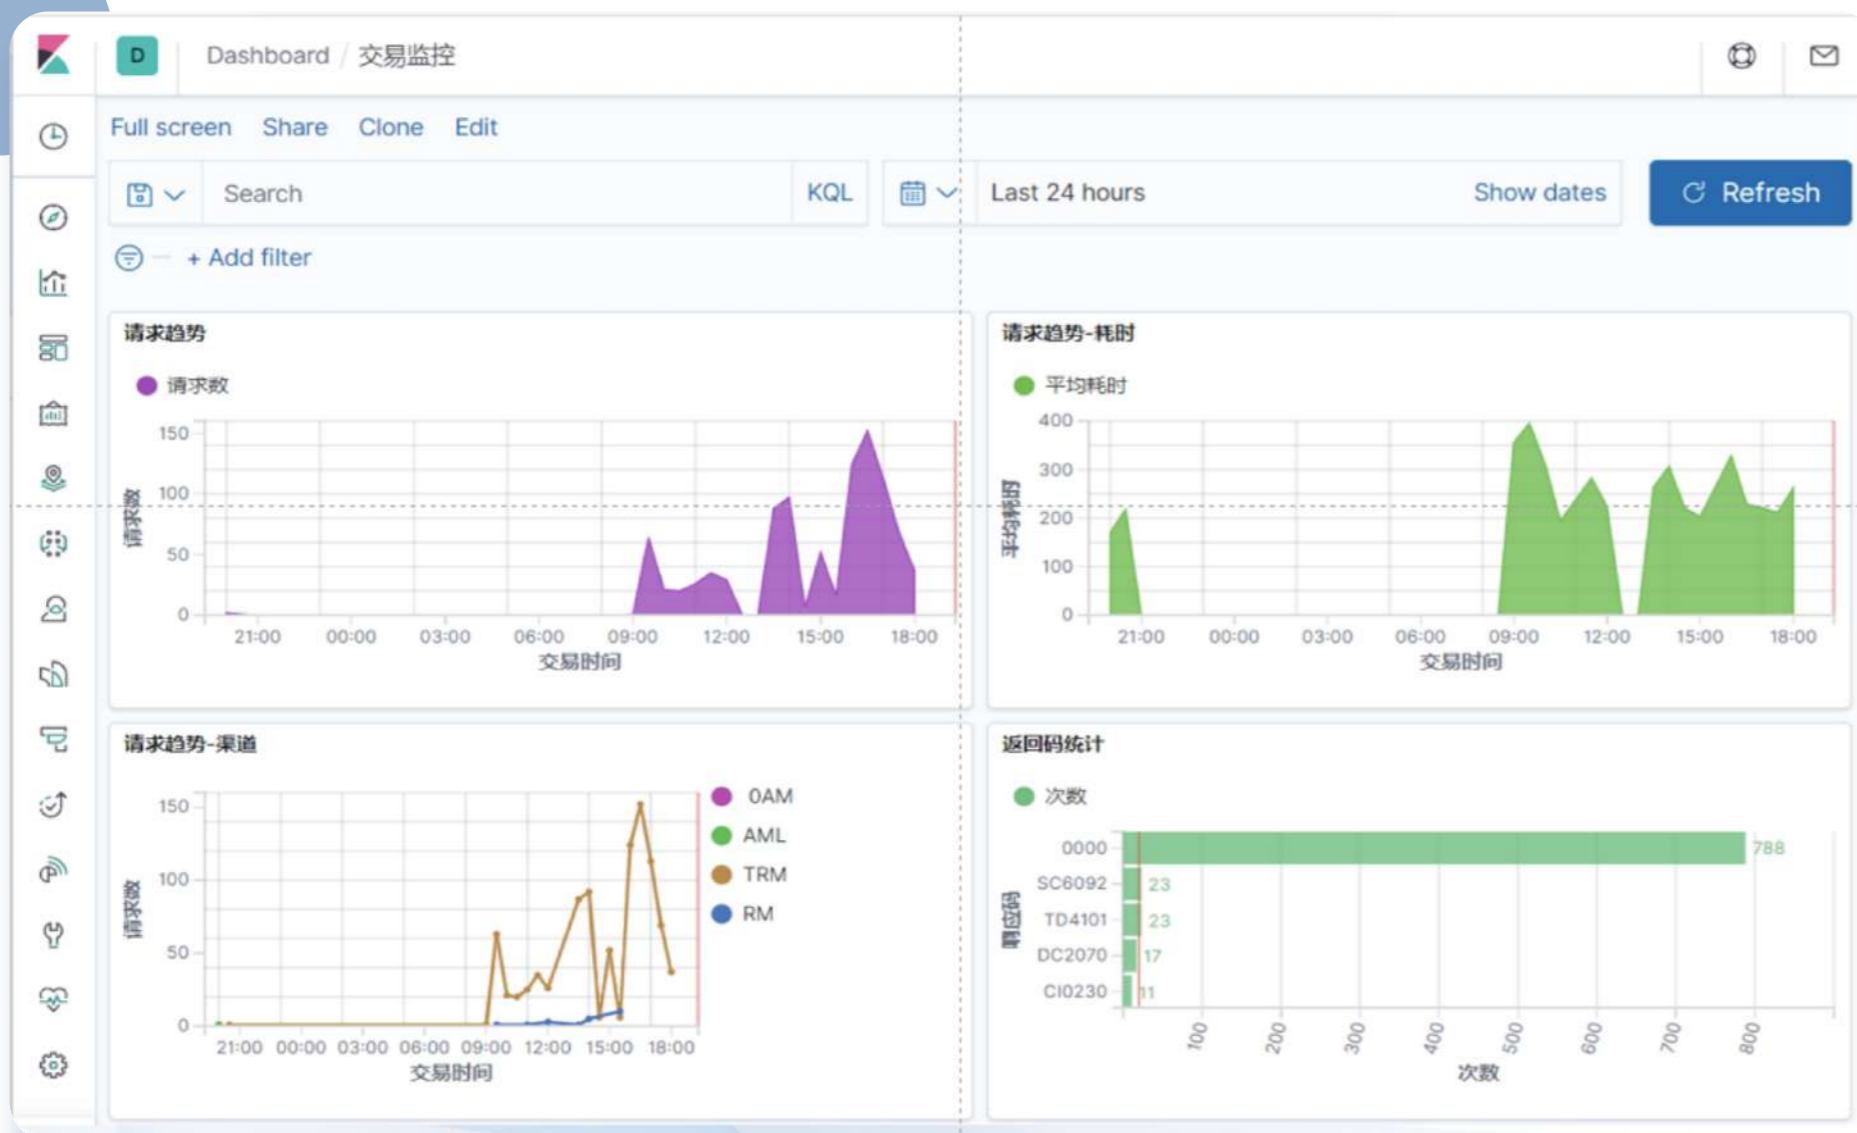 D Dashboard / 交易监控
Full screen Share Clone Edit
Search KQL Last 24 hours Show dates Refresh
+ Add filter
请求趋势
请求数
150
100
50
0
请求数
21:00 00:00 03:00 06:00 09:00 12:00 15:00 18:00
交易时间
请求趋势-耗时
平均耗时
400
300
200
100
0
平均耗时
21:00 00:00 03:00 06:00 09:00 12:00 15:00 18:00
交易时间
请求趋势-渠道
150
100
50
0
请求数
21:00 00:00 03:00 06:00 09:00 12:00 15:00 18:00
交易时间
OAM
AML
TRM
RM
返回码统计
次数
响应码
0000 788
SC6092 23
TD4101 23
DC2070 17
CI0230 11
100 200 300 400 500 600 700 800
次数